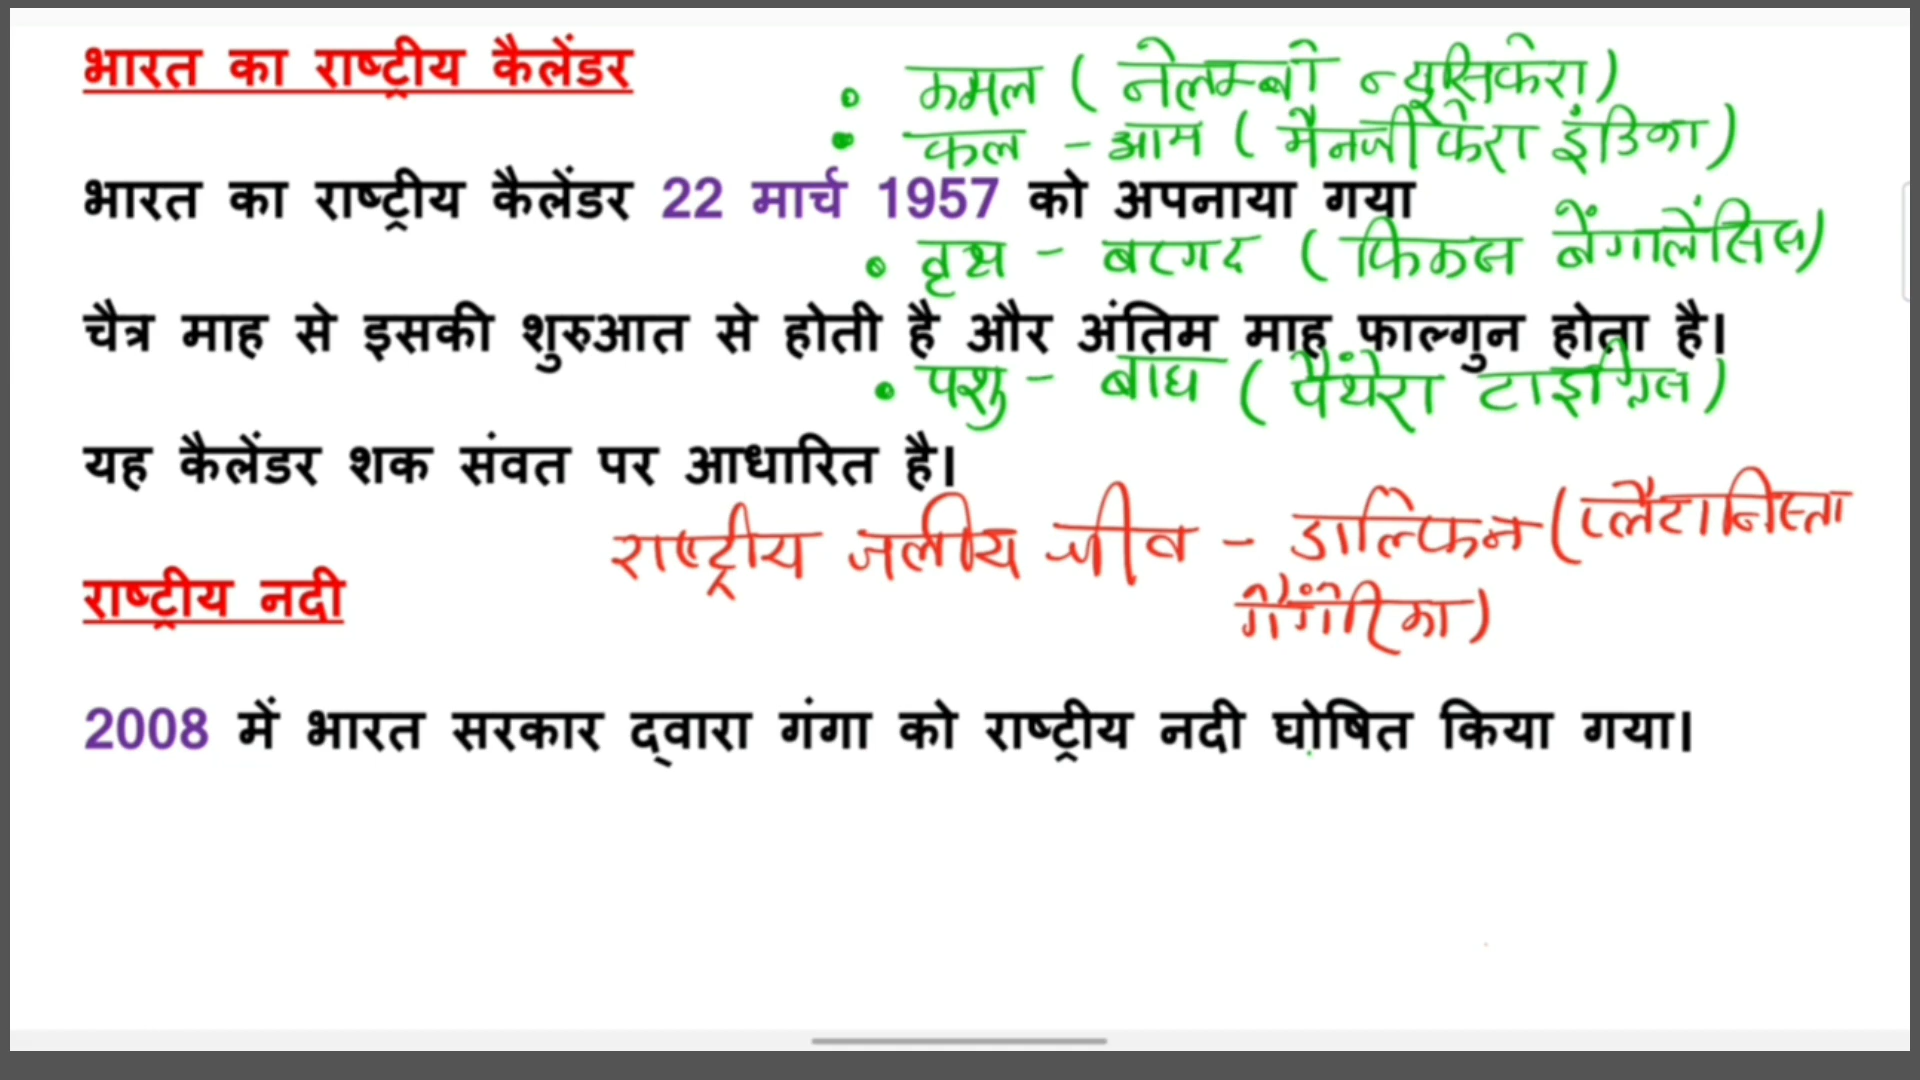 भारत का राष्ट्रीय कैलेंडर
• कमल ( नेलम्बो न्यूसिफेरा )
• फल - आम ( मैनजीफेरा इंडिका )
भारत का राष्ट्रीय कैलेंडर 22 मार्च 1957 को अपनाया गया
• वृक्ष - बरगद ( फिकस बेंगालेंसिस )
चैत्र माह से इसकी शुरुआत से होती है और अंतिम माह फाल्गुन होता है।
• पशु - बाघ ( पैंथेरा टाइग्रिस )
यह कैलेंडर शक संवत पर आधारित है।
राष्ट्रीय जलीय जीव - डाल्फिन ( प्लैटानिस्ता
गेंगेरिका )
राष्ट्रीय नदी
2008 में भारत सरकार द्वारा गंगा को राष्ट्रीय नदी घोषित किया गया।